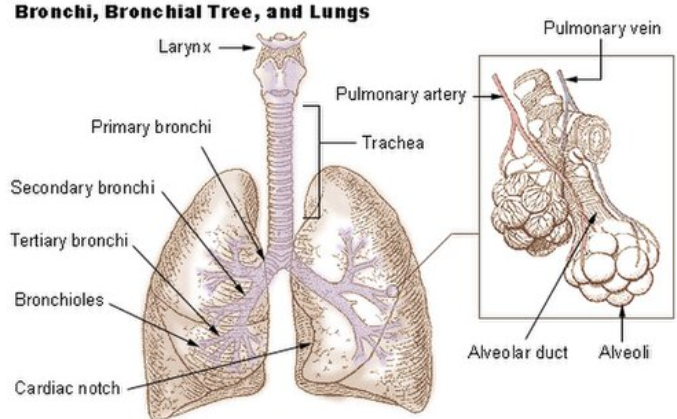 Bronchi, Bronchial Tree, and Lungs
Larynx
Primary bronchi
Secondary bronchi
Tertiary bronchi
Bronchioles
Cardiac notch
Trachea
Pulmonary vein
Pulmonary artery
Alveolar duct
Alveoli